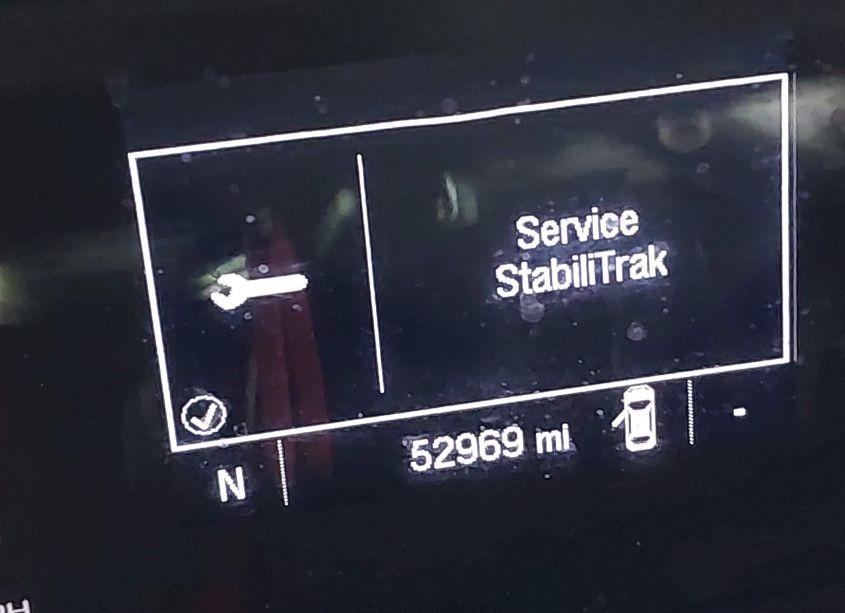 Service
StabiliTrak
N
52969 mi